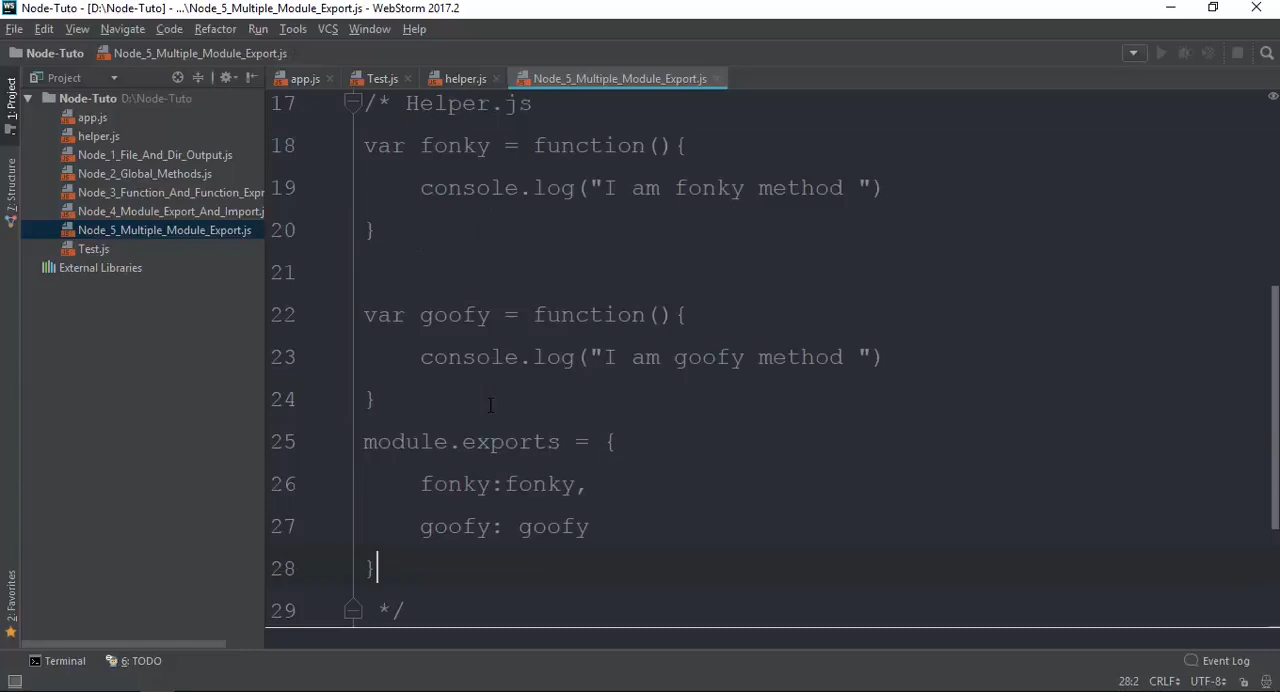 WS Node-Tuto - [D:\Node-Tuto] - ...\Node_5_Multiple_Module_Export.js - WebStorm 2017.2
File Edit View Navigate Code Refactor Run Tools VCS Window Help
Node-Tuto Node_5_Multiple_Module_Export.js
1: Project
Z: Structure
2: Favorites
Project
Node-Tuto D:\Node-Tuto
app.js
helper.js
Node_1_File_And_Dir_Output.js
Node_2_Global_Methods.js
Node_3_Function_And_Function_Expr
Node_4_Module_Export_And_Import.j
Node_5_Multiple_Module_Export.js
Test.js
External Libraries
app.js Test.js helper.js Node_5_Multiple_Module_Export.js
17 /* Helper.js
18 var fonky = function(){
19 console.log("I am fonky method ")
20 }
21
22 var goofy = function(){
23 console.log("I am goofy method ")
24 }
25 module.exports = {
26 fonky:fonky,
27 goofy: goofy
28 }
29 */
Terminal 6: TODO Event Log
28:2 CRLF UTF-8